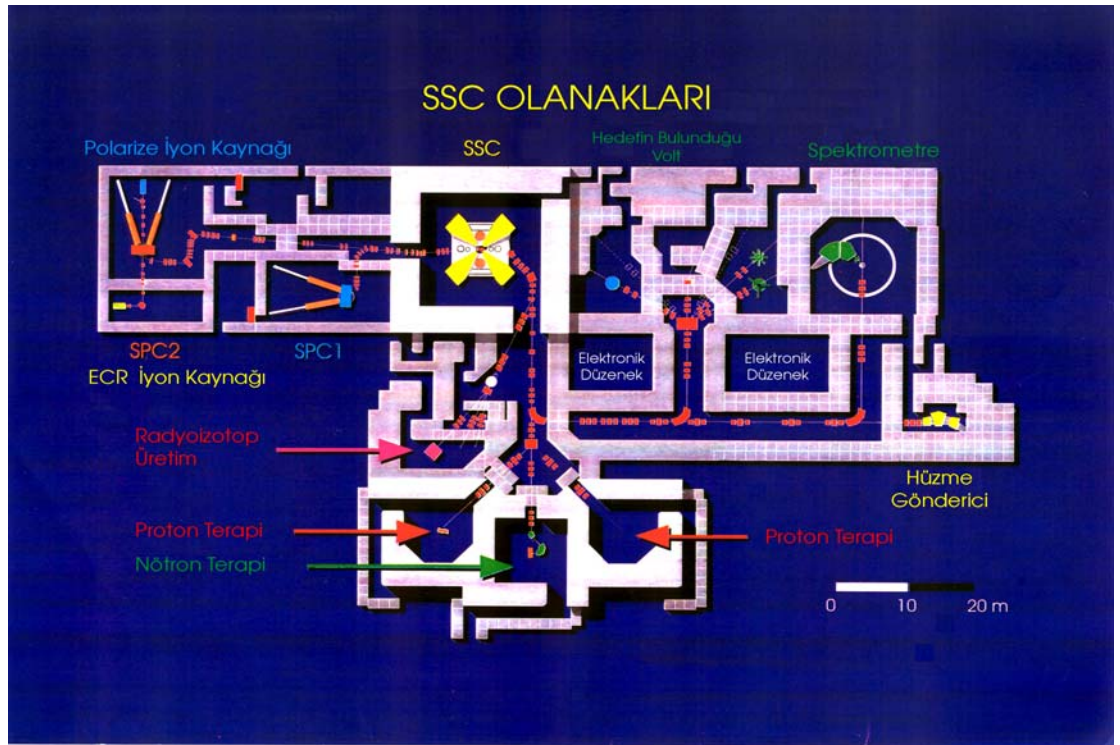 SSC OLANAKLARI
Polarize İyon Kaynağı
SSC
Hedefin Bulunduğu
Volt
Spektrometre
SPC2
SPC1
ECR İyon Kaynağı
Elektronik
Düzenek
Elektronik
Düzenek
Radyoizotop
Üretim
Hüzme
Gönderici
Proton Terapi
Proton Terapi
Nötron Terapi
0 10 20 m